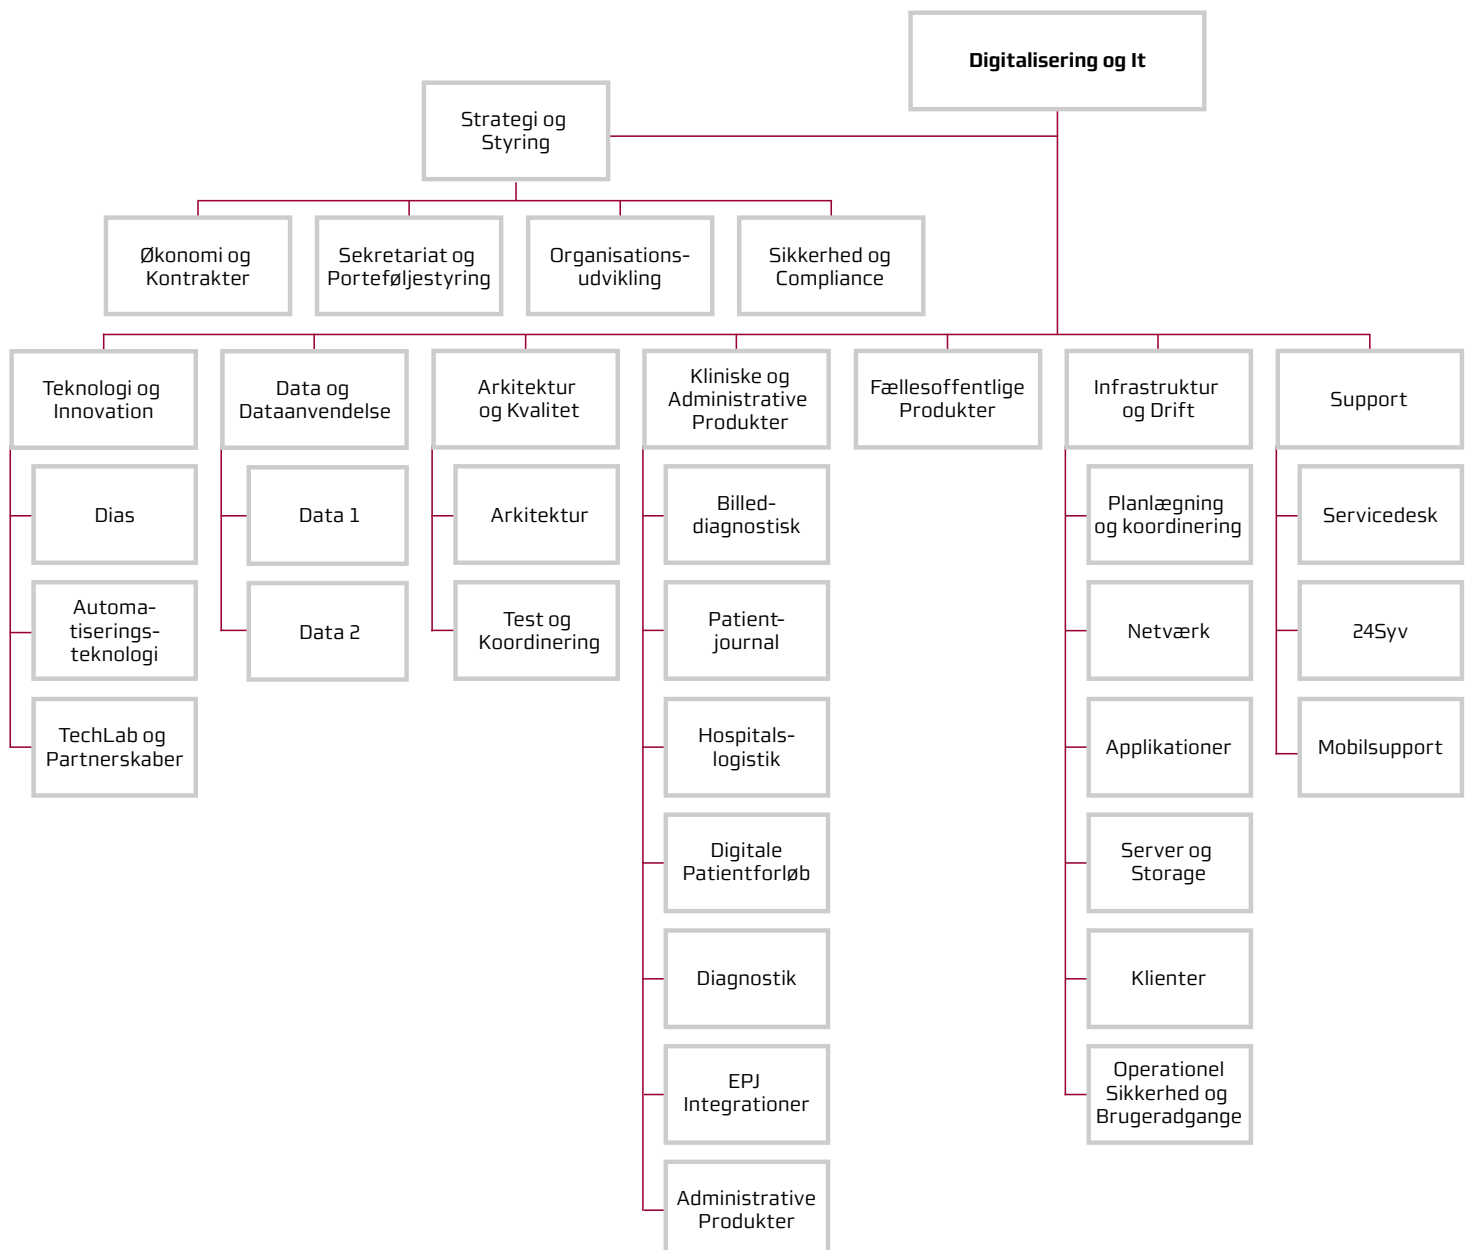 Digitalisering og It
Strategi og
Styring
Økonomi og
Kontrakter
Sekretariat og
Porteføljestyring
Organisations-
udvikling
Sikkerhed og
Compliance
Teknologi og
Innovation
Data og
Dataanvendelse
Arkitektur
og Kvalitet
Kliniske og
Administrative
Produkter
Fællesoffentlige
Produkter
Infrastruktur
og Drift
Support
Dias
Automa-
tiserings-
teknologi
TechLab og
Partnerskaber
Data 1
Data 2
Arkitektur
Test og
Koordinering
Billed-
diagnostisk
Patient-
journal
Hospitals-
logistik
Digitale
Patientforløb
Diagnostik
EPJ
Integrationer
Administrative
Produkter
Planlægning
og koordinering
Netværk
Applikationer
Server og
Storage
Klienter
Operationel
Sikkerhed og
Brugeradgange
Servicedesk
24Syv
Mobilsupport